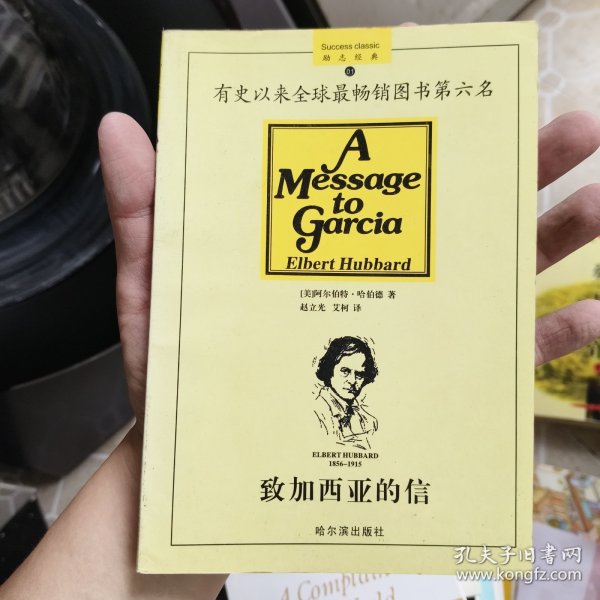 Success classic
励志经典
01
有史以来全球最畅销图书第六名
A
Message
to
Garcia
Elbert Hubbard
[美]阿尔伯特·哈伯德 著
赵立光 艾柯 译
ELBERT HUBBARD
1856-1915
致加西亚的信
哈尔滨出版社
孔夫子旧书网
www.kongfz.com
A Complain